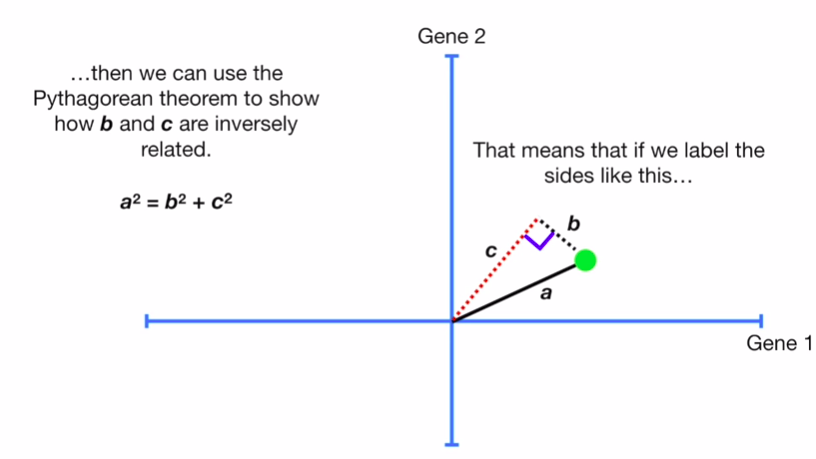 Gene 2
…then we can use the
Pythagorean theorem to show
how b and c are inversely
related.
a² = b² + c²
That means that if we label the
sides like this…
b
c
a
Gene 1